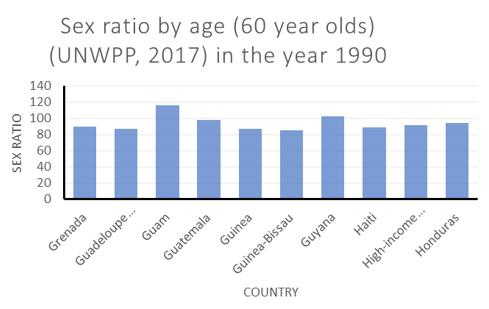 Sex ratio by age (60 year olds)
(UNWPP, 2017) in the year 1990
140
120
100
80
60
40
20
0
SEX RATIO
Grenada
Guadeloupe...
Guam
Guatemala
Guinea
Guinea-Bissau
Guyana
Haiti
High-income...
Honduras
COUNTRY